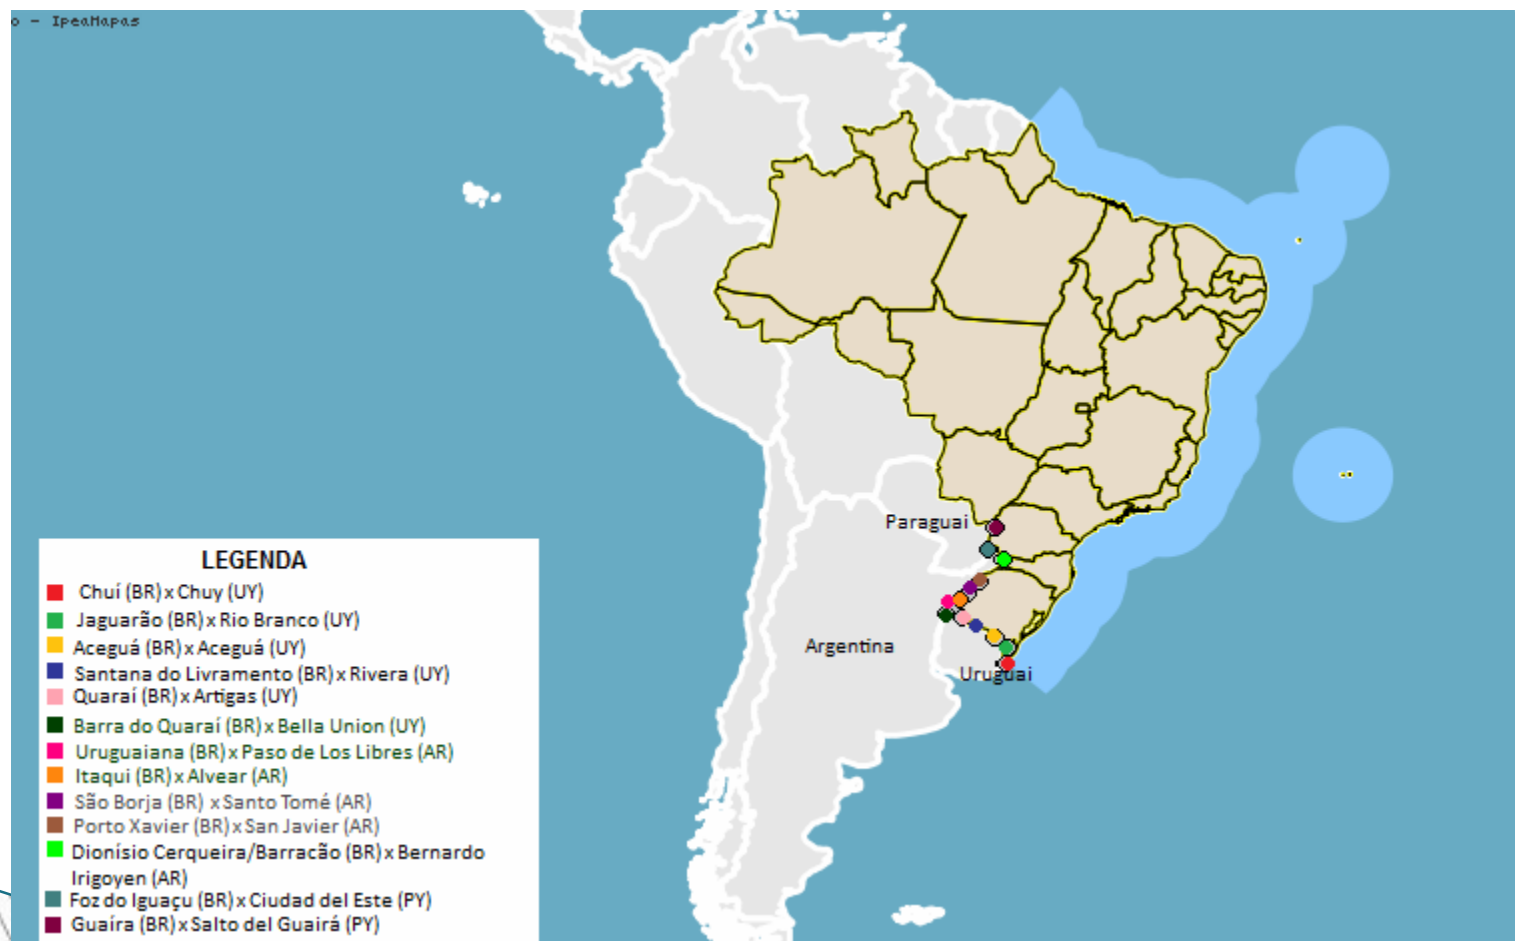 o - IpeaMapas
Paraguai
Argentina
Uruguai
LEGENDA
Chuí (BR) x Chuy (UY)
Jaguarão (BR) x Rio Branco (UY)
Aceguá (BR) x Aceguá (UY)
Santana do Livramento (BR) x Rivera (UY)
Quaraí (BR) x Artigas (UY)
Barra do Quaraí (BR) x Bella Union (UY)
Uruguaiana (BR) x Paso de Los Libres (AR)
Itaqui (BR) x Alvear (AR)
São Borja (BR) x Santo Tomé (AR)
Porto Xavier (BR) x San Javier (AR)
Dionísio Cerqueira/Barracão (BR) x Bernardo
Irigoyen (AR)
Foz do Iguaçu (BR) x Ciudad del Este (PY)
Guaíra (BR) x Salto del Guairá (PY)